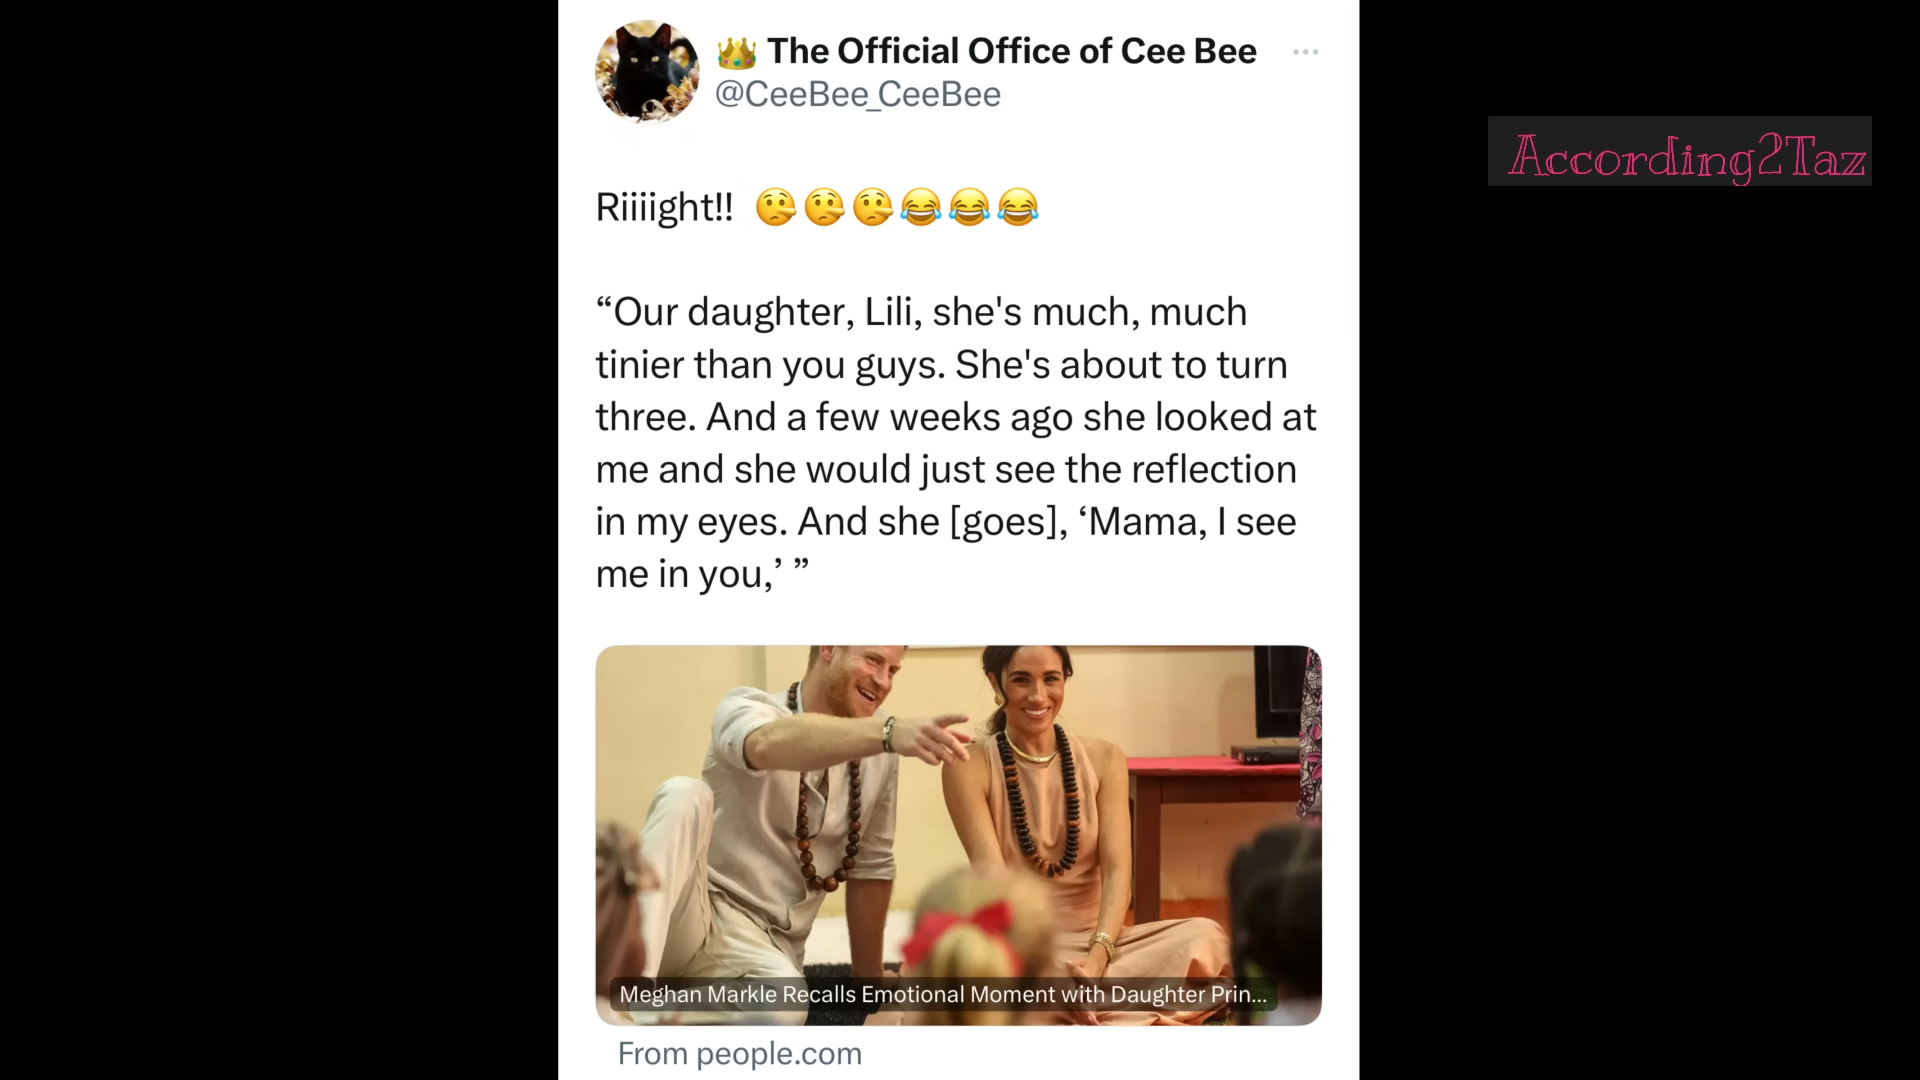 👑 The Official Office of Cee Bee
@CeeBee_CeeBee
According2Taz
Riiiight!! 🤥🤥🤥😂😂😂
“Our daughter, Lili, she's much, much
tinier than you guys. She's about to turn
three. And a few weeks ago she looked at
me and she would just see the reflection
in my eyes. And she [goes], ‘Mama, I see
me in you,’ ”
Meghan Markle Recalls Emotional Moment with Daughter Prin...
From people.com